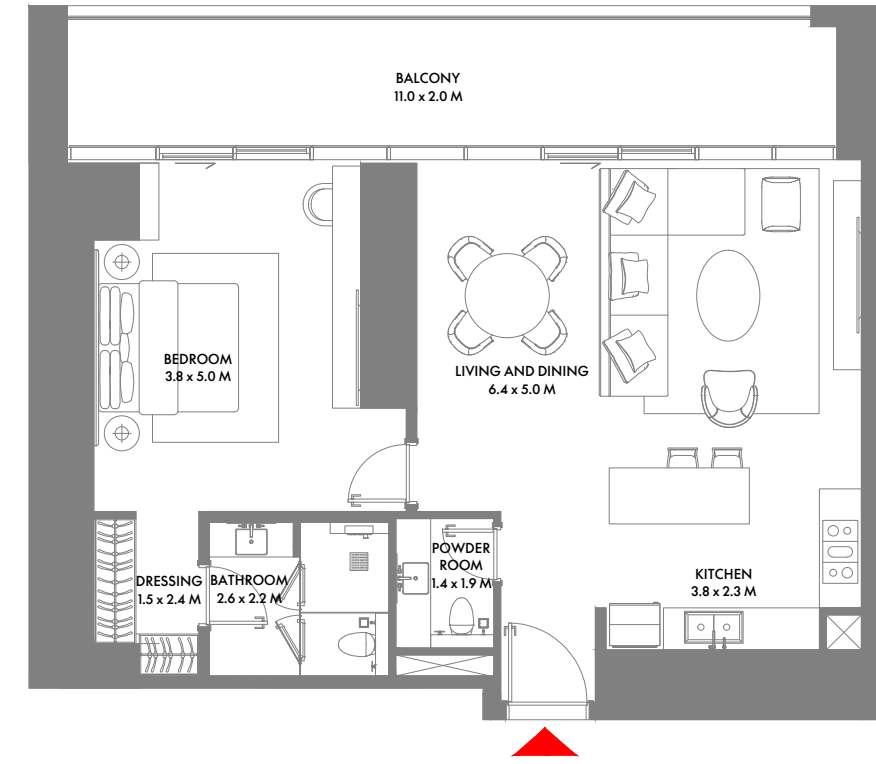 BALCONY
11.0 x 2.0 M
BEDROOM
3.8 x 5.0 M
LIVING AND DINING
6.4 x 5.0 M
DRESSING
1.5 x 2.4 M
BATHROOM
2.6 x 2.2 M
POWDER
ROOM
1.4 x 1.9 M
KITCHEN
3.8 x 2.3 M